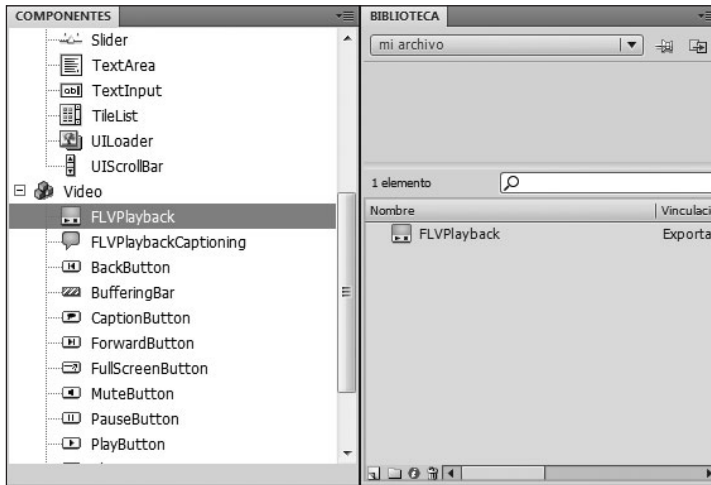 COMPONENTES
Slider
TextArea
TextInput
TileList
UILoader
UIScrollBar
Video
FLVPlayback
FLVPlaybackCaptioning
BackButton
BufferingBar
CaptionButton
ForwardButton
FullScreenButton
MuteButton
PauseButton
PlayButton
BIBLIOTECA
mi archivo
1 elemento
Nombre
Vinculaci
FLVPlayback
Exporta